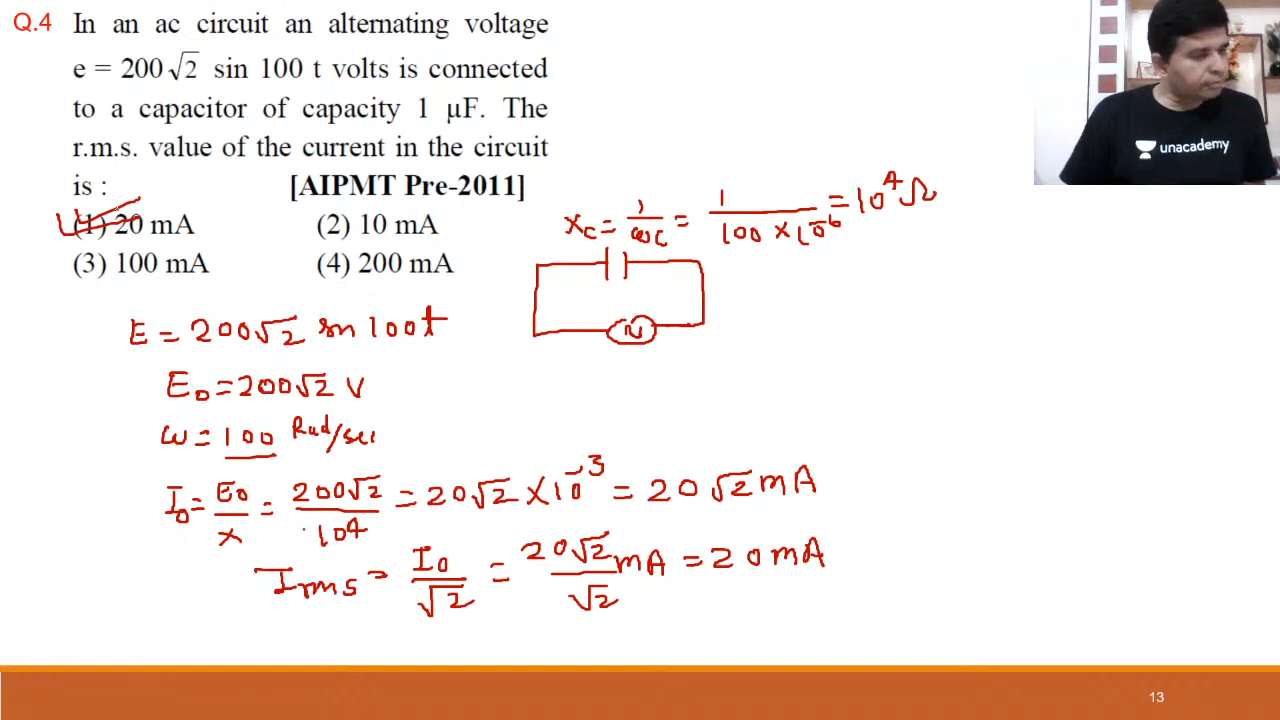 Q.4 In an ac circuit an alternating voltage
e = 200√2 sin 100 t volts is connected
to a capacitor of capacity 1 µF. The
r.m.s. value of the current in the circuit
is : [AIPMT Pre-2011]
(1) 20 mA (2) 10 mA
(3) 100 mA (4) 200 mA
unacademy
Xc = 1/ωC = 1/(100 × 10⁻⁶) = 10⁴ Ω
E = 200√2 sin 100t
E₀ = 200√2 V
ω = 100 Rad/sec
I₀ = E₀/X = 200√2/10⁴ = 20√2 × 10⁻³ = 20√2 mA
Irms = I₀/√2 = 20√2/√2 mA = 20 mA
13